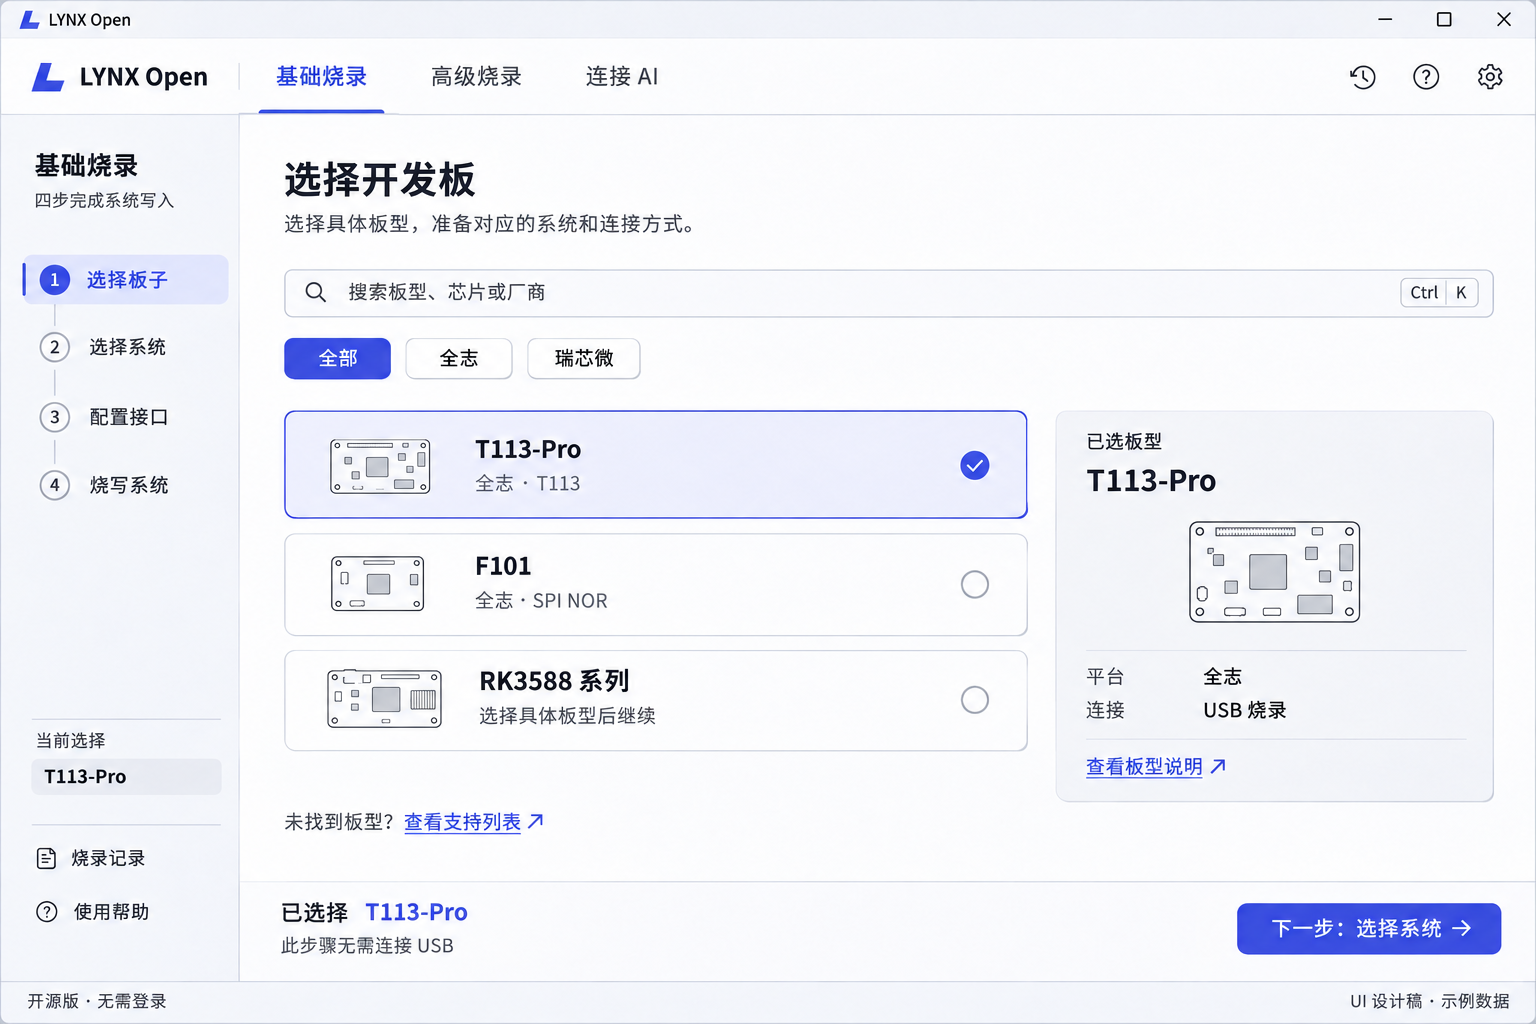 LYNX Open
LYNX Open
基础烧录
高级烧录
连接 AI
基础烧录
四步完成系统写入
1 选择板子
2 选择系统
3 配置接口
4 烧写系统
当前选择
T113-Pro
烧录记录
使用帮助
选择开发板
选择具体板型，准备对应的系统和连接方式。
搜索板型、芯片或厂商
Ctrl K
全部
全志
瑞芯微
T113-Pro
全志 · T113
F101
全志 · SPI NOR
RK3588 系列
选择具体板型后继续
未找到板型？ 查看支持列表 ↗
已选板型
T113-Pro
平台 全志
连接 USB 烧录
查看板型说明 ↗
已选择 T113-Pro
此步骤无需连接 USB
下一步：选择系统 →
开源版 · 无需登录
UI 设计稿 · 示例数据